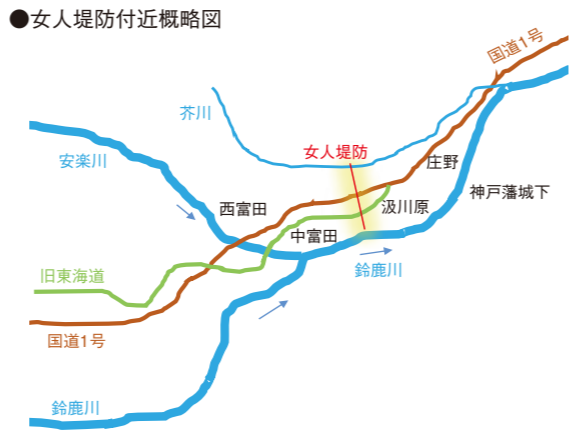 ●女人堤防付近概略図
国道1号
芥川
女人堤防
安楽川
庄野
神戸藩城下
西富田
汲川原
中富田
鈴鹿川
旧東海道
国道1号
鈴鹿川